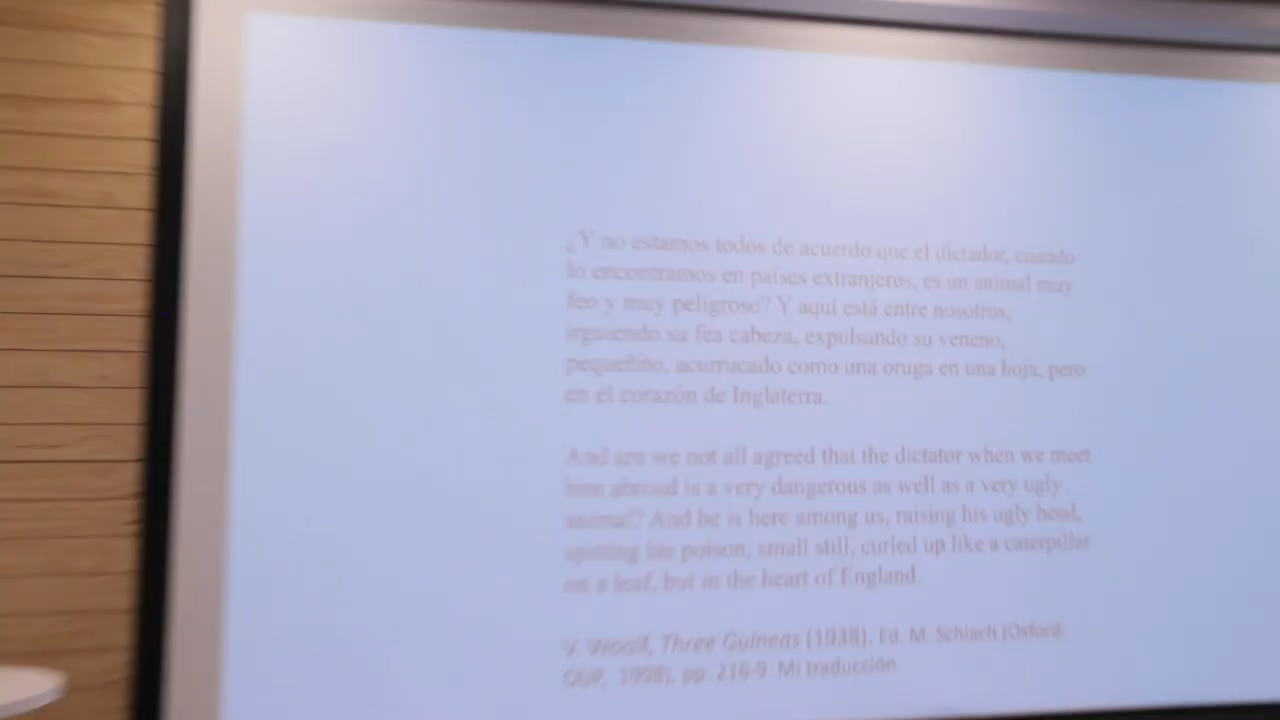 ¿Y no estamos todos de acuerdo que el dictador, cuando
lo encontramos en países extranjeros, es un animal muy
feo y muy peligroso? Y aquí está entre nosotros,
irguiendo su fea cabeza, expulsando su veneno,
pequeñito, acurrucado como una oruga en una hoja, pero
en el corazón de Inglaterra.
And are we not all agreed that the dictator when we meet
him abroad is a very dangerous as well as a very ugly
animal? And he is here among us, raising his ugly head,
spitting his poison, small still, curled up like a caterpillar
on a leaf, but in the heart of England.
V. Woolf, Three Guineas (1938). Ed. M. Schiach (Oxford:
OUP, 1998), pp. 216-9. Mi traducción.